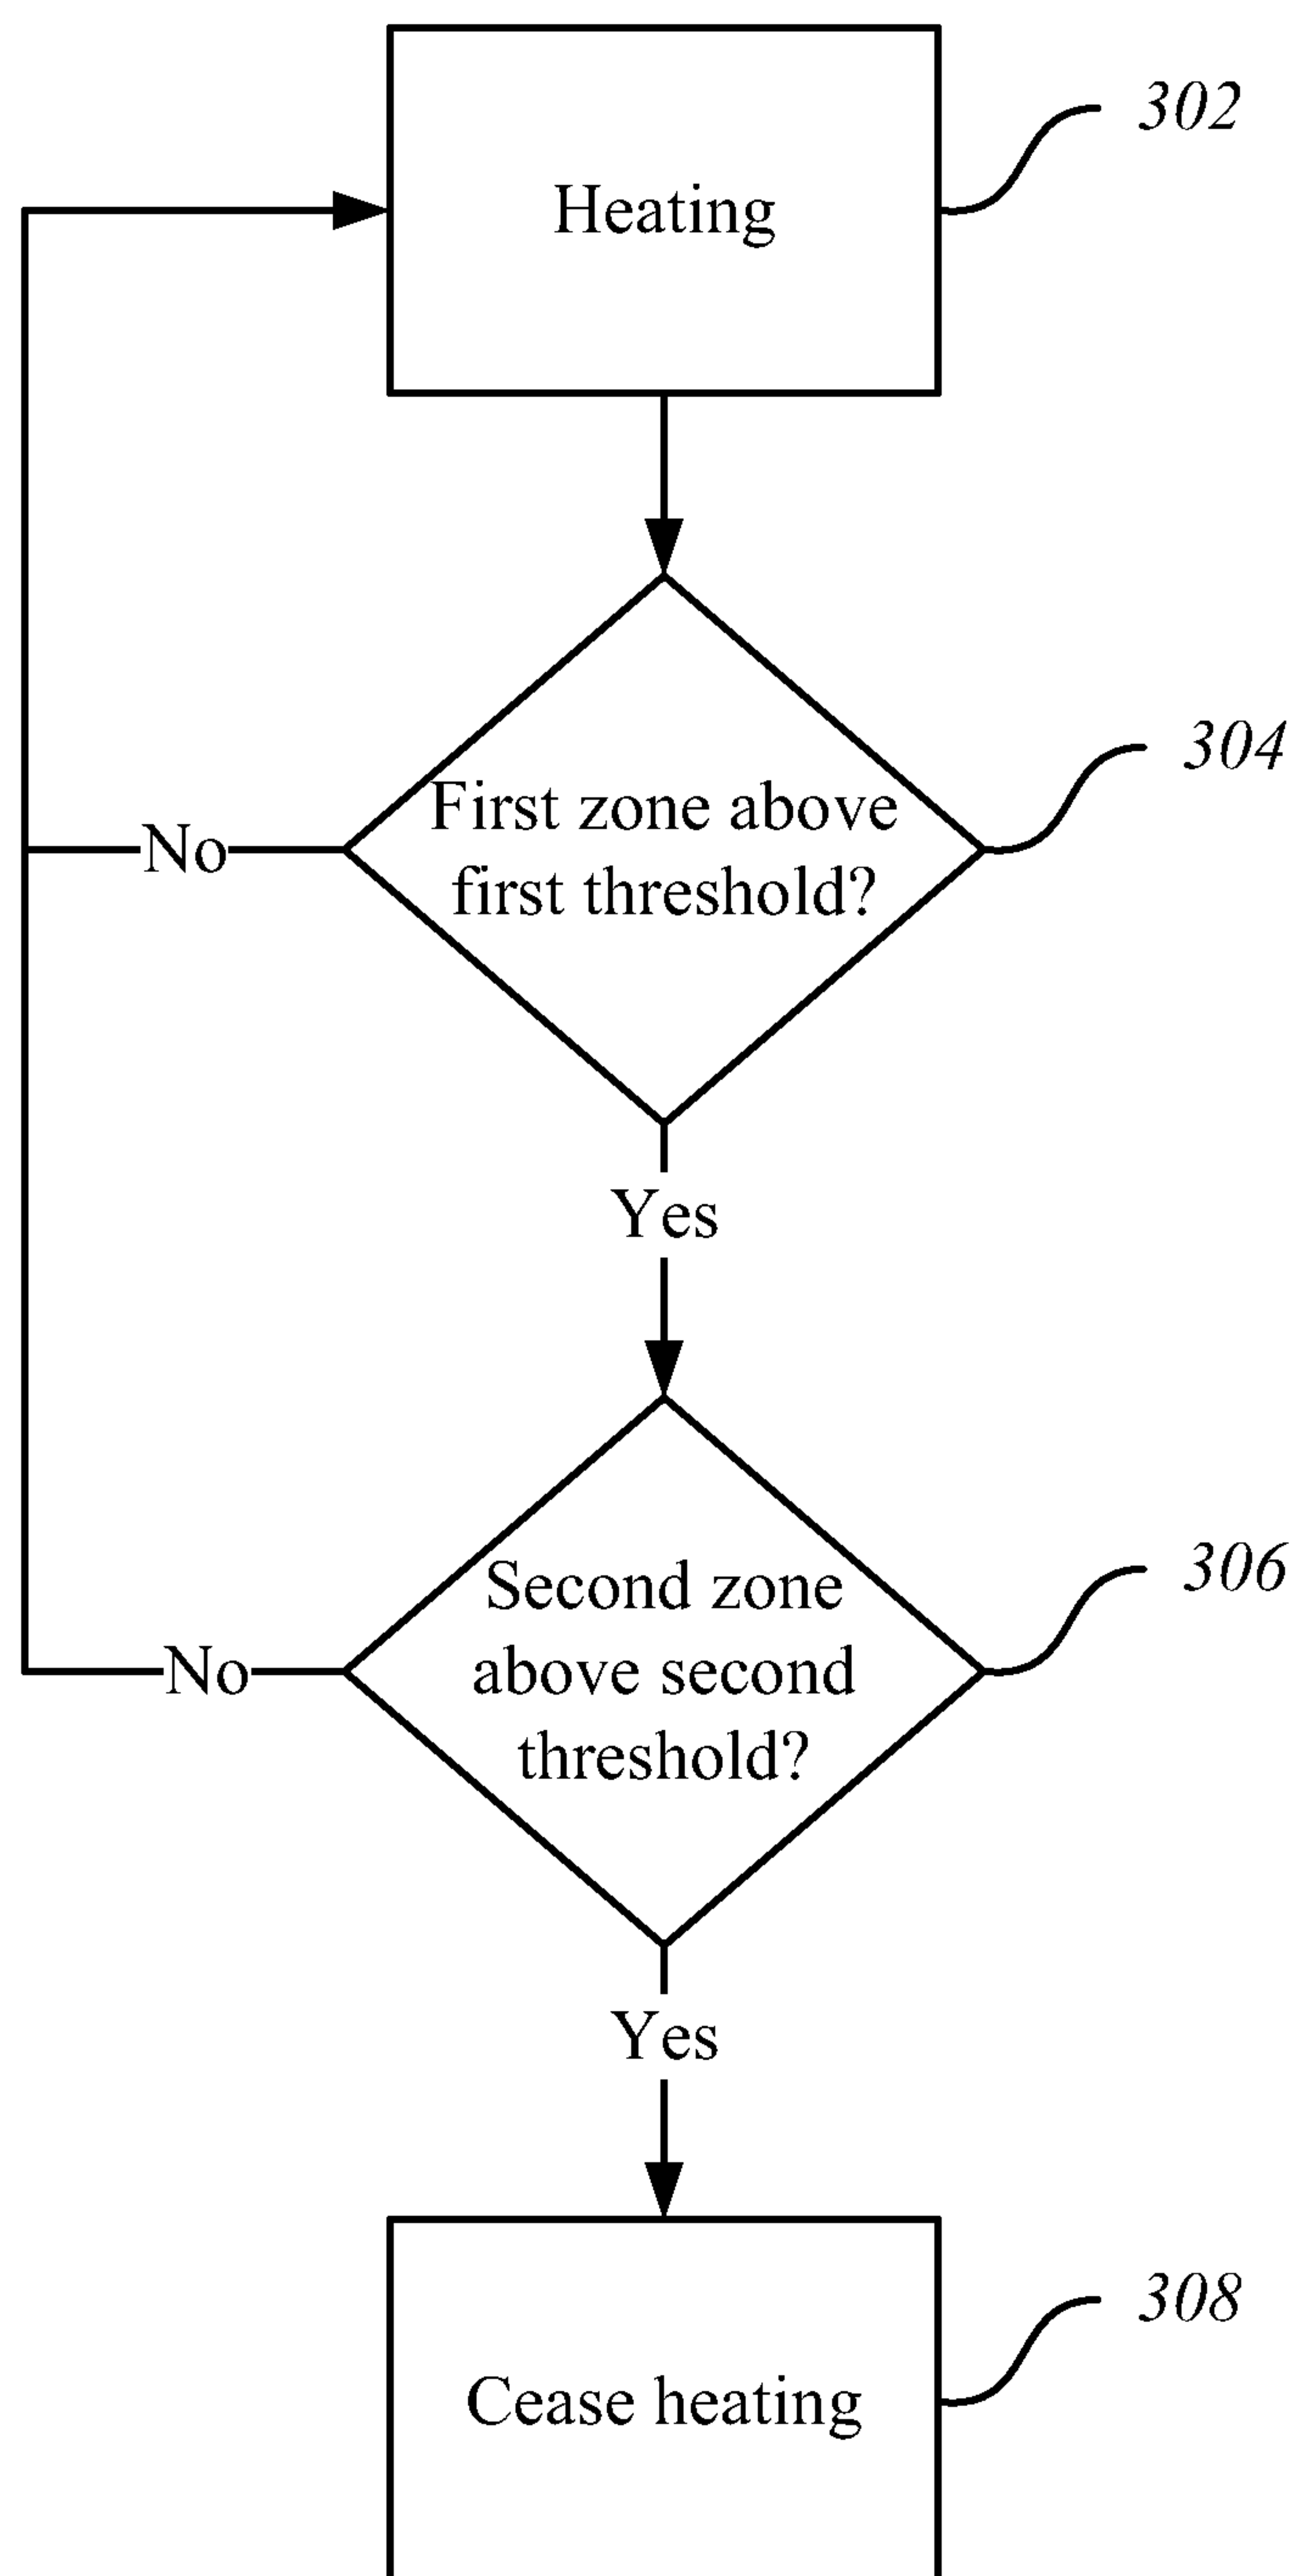 Heating
302
First zone above
first threshold?
304
No
Yes
Second zone
above second
threshold?
306
No
Yes
Cease heating
308